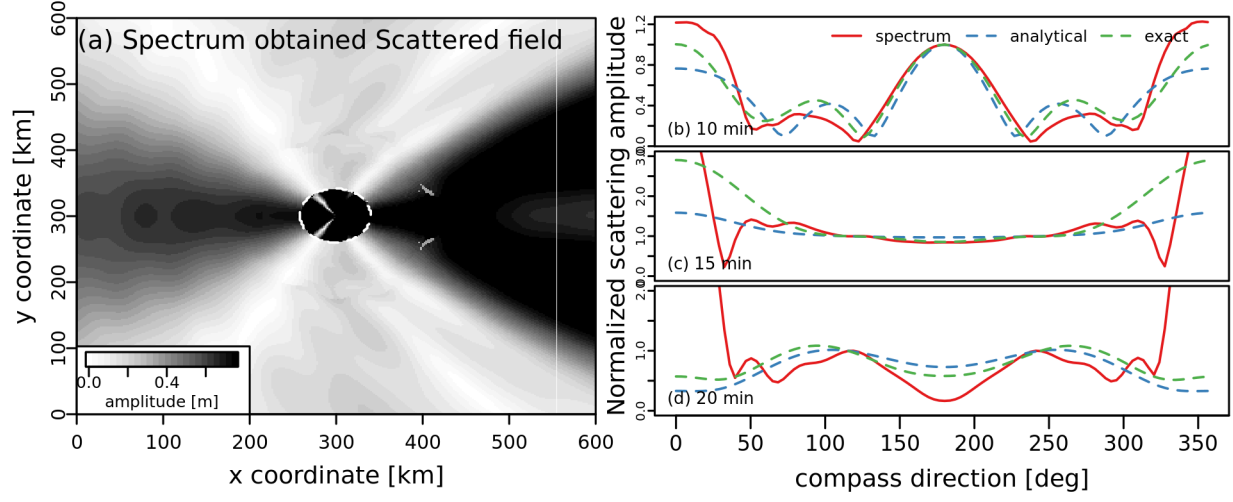 (a) Spectrum obtained Scattered field
y coordinate [km]
0 100 200 300 400 500 600
0.0 0.4
amplitude [m]
0 100 200 300 400 500 600
x coordinate [km]
Normalized scattering amplitude
spectrum analytical exact
0.4 0.8 1.2
(b) 10 min
0.0 1.0 2.0 3.0
(c) 15 min
0.0 1.0 2.0
(d) 20 min
0 50 100 150 200 250 300 350
compass direction [deg]